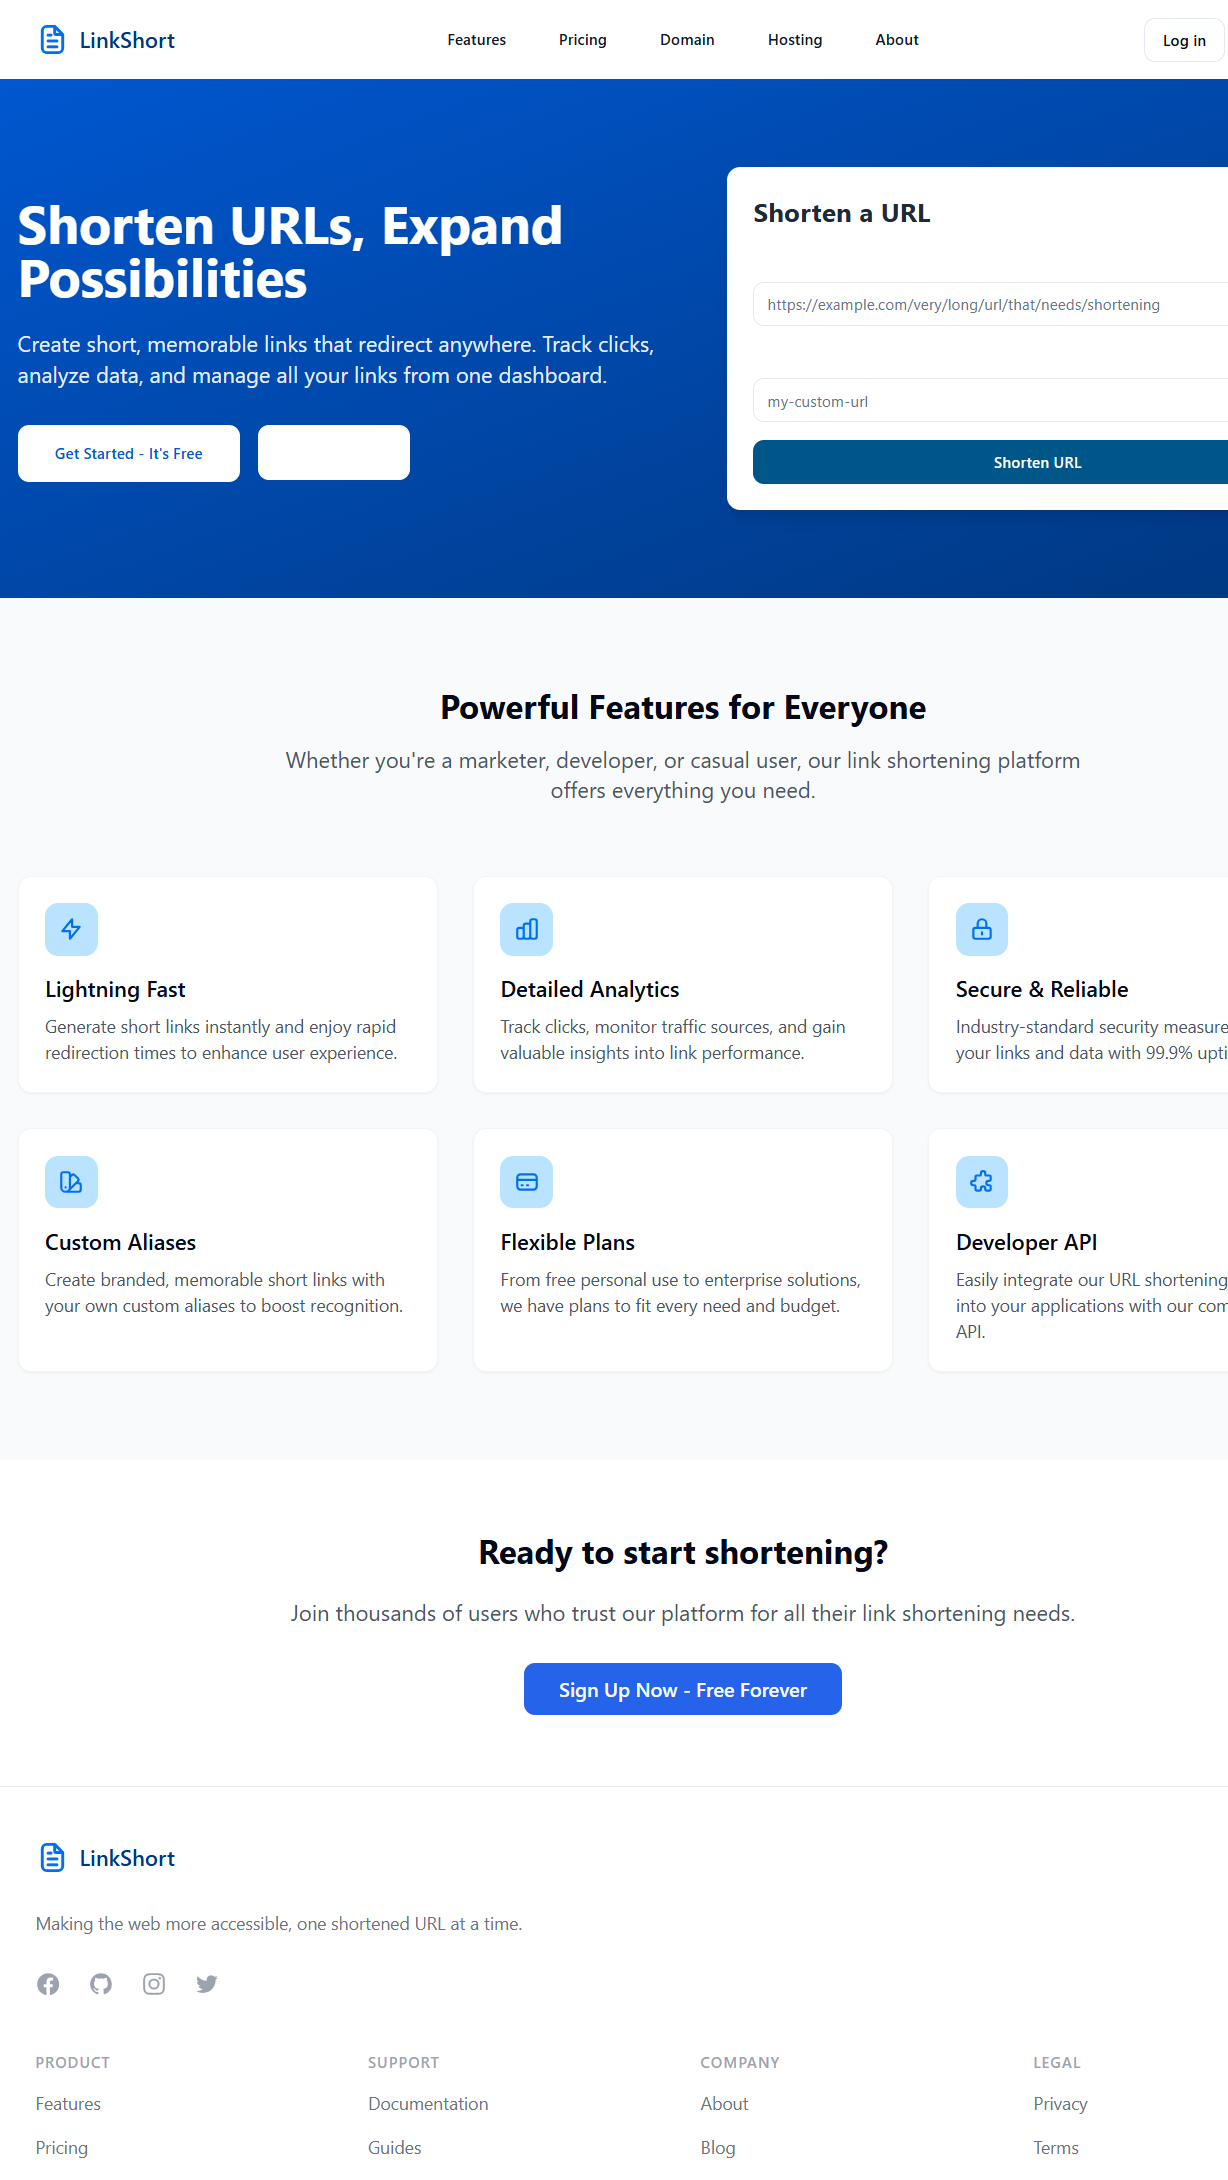 LinkShort
Features
Pricing
Domain
Hosting
About
Log in
Shorten URLs, Expand
Possibilities
Create short, memorable links that redirect anywhere. Track clicks,
analyze data, and manage all your links from one dashboard.
Get Started - It's Free
Shorten a URL
https://example.com/very/long/url/that/needs/shortening
my-custom-url
Shorten URL
Powerful Features for Everyone
Whether you're a marketer, developer, or casual user, our link shortening platform
offers everything you need.
Lightning Fast
Generate short links instantly and enjoy rapid
redirection times to enhance user experience.
Detailed Analytics
Track clicks, monitor traffic sources, and gain
valuable insights into link performance.
Secure & Reliable
Industry-standard security measure
your links and data with 99.9% upti
Custom Aliases
Create branded, memorable short links with
your own custom aliases to boost recognition.
Flexible Plans
From free personal use to enterprise solutions,
we have plans to fit every need and budget.
Developer API
Easily integrate our URL shortening
into your applications with our com
API.
Ready to start shortening?
Join thousands of users who trust our platform for all their link shortening needs.
Sign Up Now - Free Forever
LinkShort
Making the web more accessible, one shortened URL at a time.
PRODUCT
Features
Pricing
SUPPORT
Documentation
Guides
COMPANY
About
Blog
LEGAL
Privacy
Terms